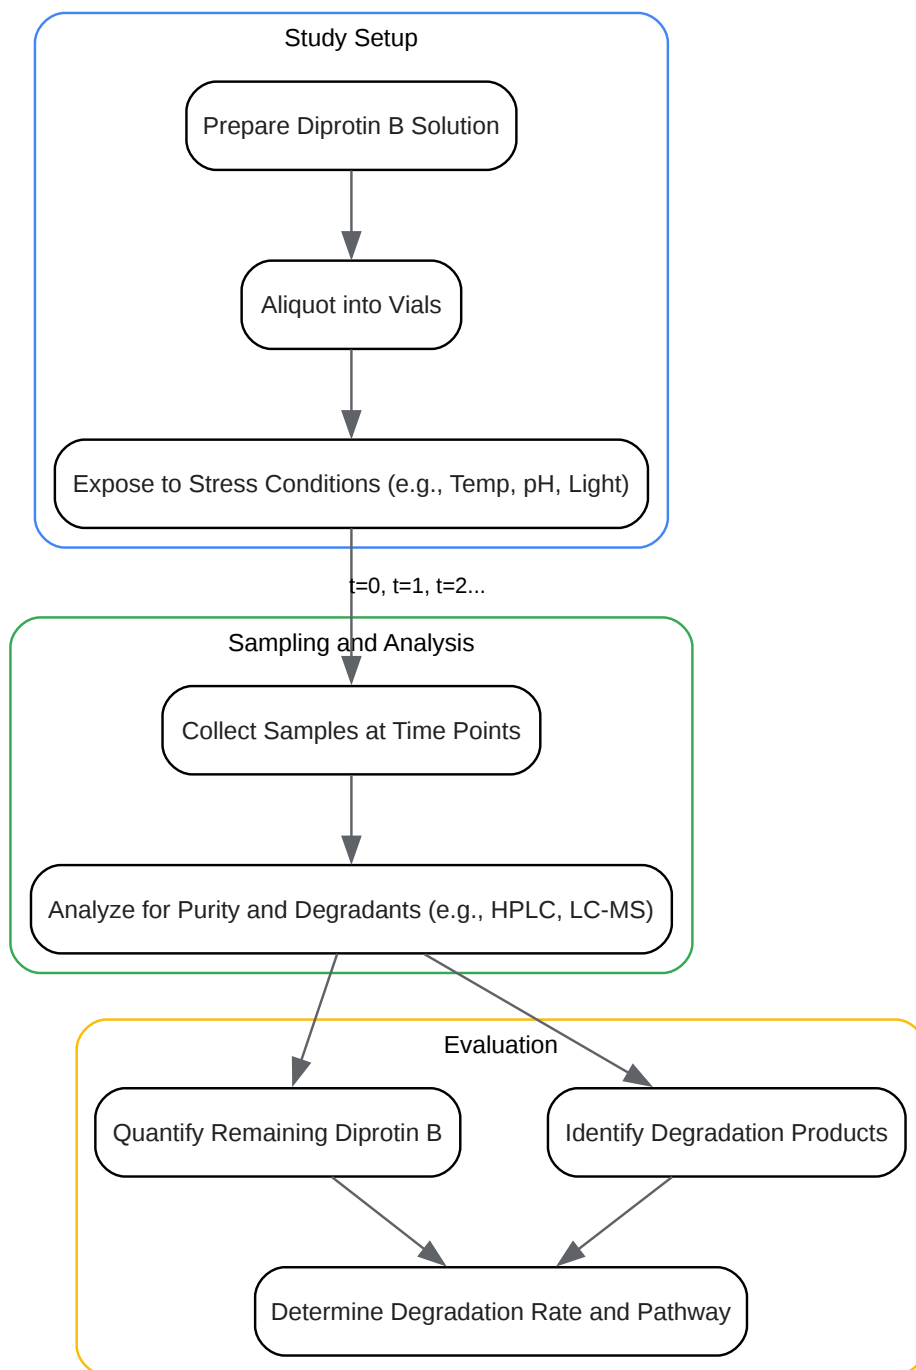 Study Setup
Prepare Diprotin B Solution
Aliquot into Vials
Expose to Stress Conditions (e.g., Temp, pH, Light)
t=0, t=1, t=2...
Sampling and Analysis
Collect Samples at Time Points
Analyze for Purity and Degradants (e.g., HPLC, LC-MS)
Evaluation
Quantify Remaining Diprotin B
Identify Degradation Products
Determine Degradation Rate and Pathway